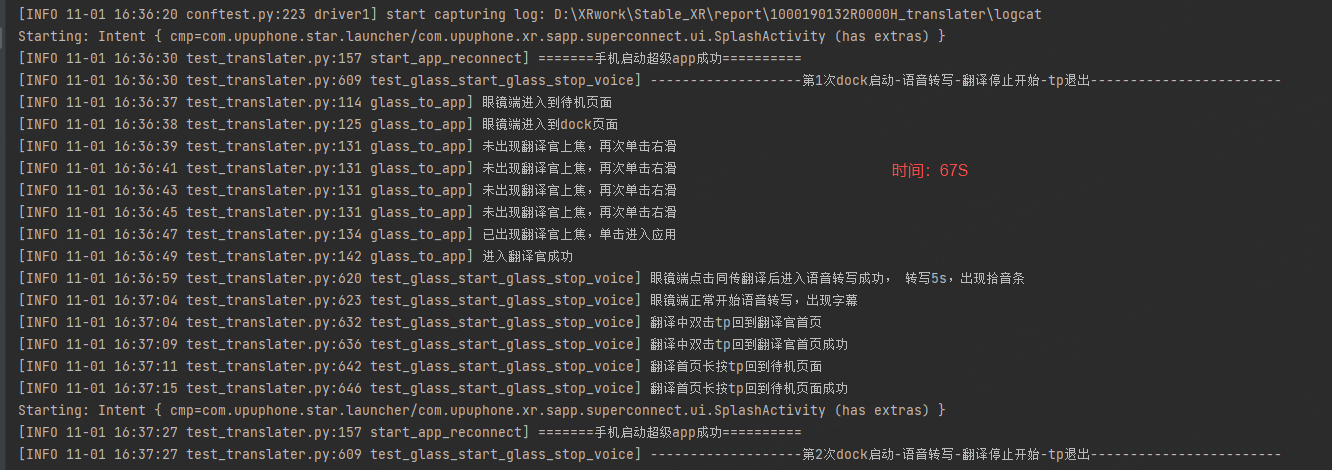 [INFO 11-01 16:36:20 conftest.py:223 driver1] start capturing log: D:\XRwork\Stable_XR\report\1000190132R0000H_translater\logcat
Starting: Intent { cmp=com.upuphone.star.launcher/com.upuphone.xr.sapp.superconnect.ui.SplashActivity (has extras) }
[INFO 11-01 16:36:30 test_translater.py:157 start_app_reconnect] =======手机启动超级app成功==========
[INFO 11-01 16:36:30 test_translater.py:609 test_glass_start_glass_stop_voice] -------------------第1次dock启动-语音转写-翻译停止开始-tp退出------------------------
[INFO 11-01 16:36:37 test_translater.py:114 glass_to_app] 眼镜端进入到待机页面
[INFO 11-01 16:36:38 test_translater.py:125 glass_to_app] 眼镜端进入到dock页面
[INFO 11-01 16:36:39 test_translater.py:131 glass_to_app] 未出现翻译官上焦，再次单击右滑
[INFO 11-01 16:36:41 test_translater.py:131 glass_to_app] 未出现翻译官上焦，再次单击右滑
时间：67S
[INFO 11-01 16:36:43 test_translater.py:131 glass_to_app] 未出现翻译官上焦，再次单击右滑
[INFO 11-01 16:36:45 test_translater.py:131 glass_to_app] 未出现翻译官上焦，再次单击右滑
[INFO 11-01 16:36:47 test_translater.py:134 glass_to_app] 已出现翻译官上焦，单击进入应用
[INFO 11-01 16:36:49 test_translater.py:142 glass_to_app] 进入翻译官成功
[INFO 11-01 16:36:59 test_translater.py:620 test_glass_start_glass_stop_voice] 眼镜端点击同传翻译后进入语音转写成功， 转写5s，出现拾音条
[INFO 11-01 16:37:04 test_translater.py:623 test_glass_start_glass_stop_voice] 眼镜端正常开始语音转写，出现字幕
[INFO 11-01 16:37:04 test_translater.py:632 test_glass_start_glass_stop_voice] 翻译中双击tp回到翻译官首页
[INFO 11-01 16:37:09 test_translater.py:636 test_glass_start_glass_stop_voice] 翻译中双击tp回到翻译官首页成功
[INFO 11-01 16:37:11 test_translater.py:642 test_glass_start_glass_stop_voice] 翻译首页长按tp回到待机页面
[INFO 11-01 16:37:15 test_translater.py:646 test_glass_start_glass_stop_voice] 翻译首页长按tp回到待机页面成功
Starting: Intent { cmp=com.upuphone.star.launcher/com.upuphone.xr.sapp.superconnect.ui.SplashActivity (has extras) }
[INFO 11-01 16:37:27 test_translater.py:157 start_app_reconnect] =======手机启动超级app成功==========
[INFO 11-01 16:37:27 test_translater.py:609 test_glass_start_glass_stop_voice] -------------------第2次dock启动-语音转写-翻译停止开始-tp退出------------------------